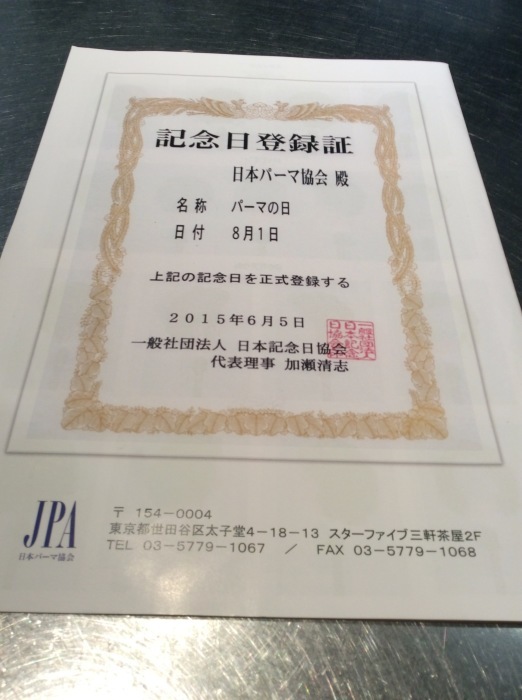 記念日登録証
日本パーマ協会 殿
名称 パーマの日
日付 8月1日
上記の記念日を正式登録する
2015年6月5日
一般社団法人 日本記念日協会
代表理事 加瀬清志
JPA
日本パーマ協会
〒 154-0004
東京都世田谷区太子堂4-18-13 スターファイブ三軒茶屋2F
TEL 03-5779-1067 / FAX 03-5779-1068